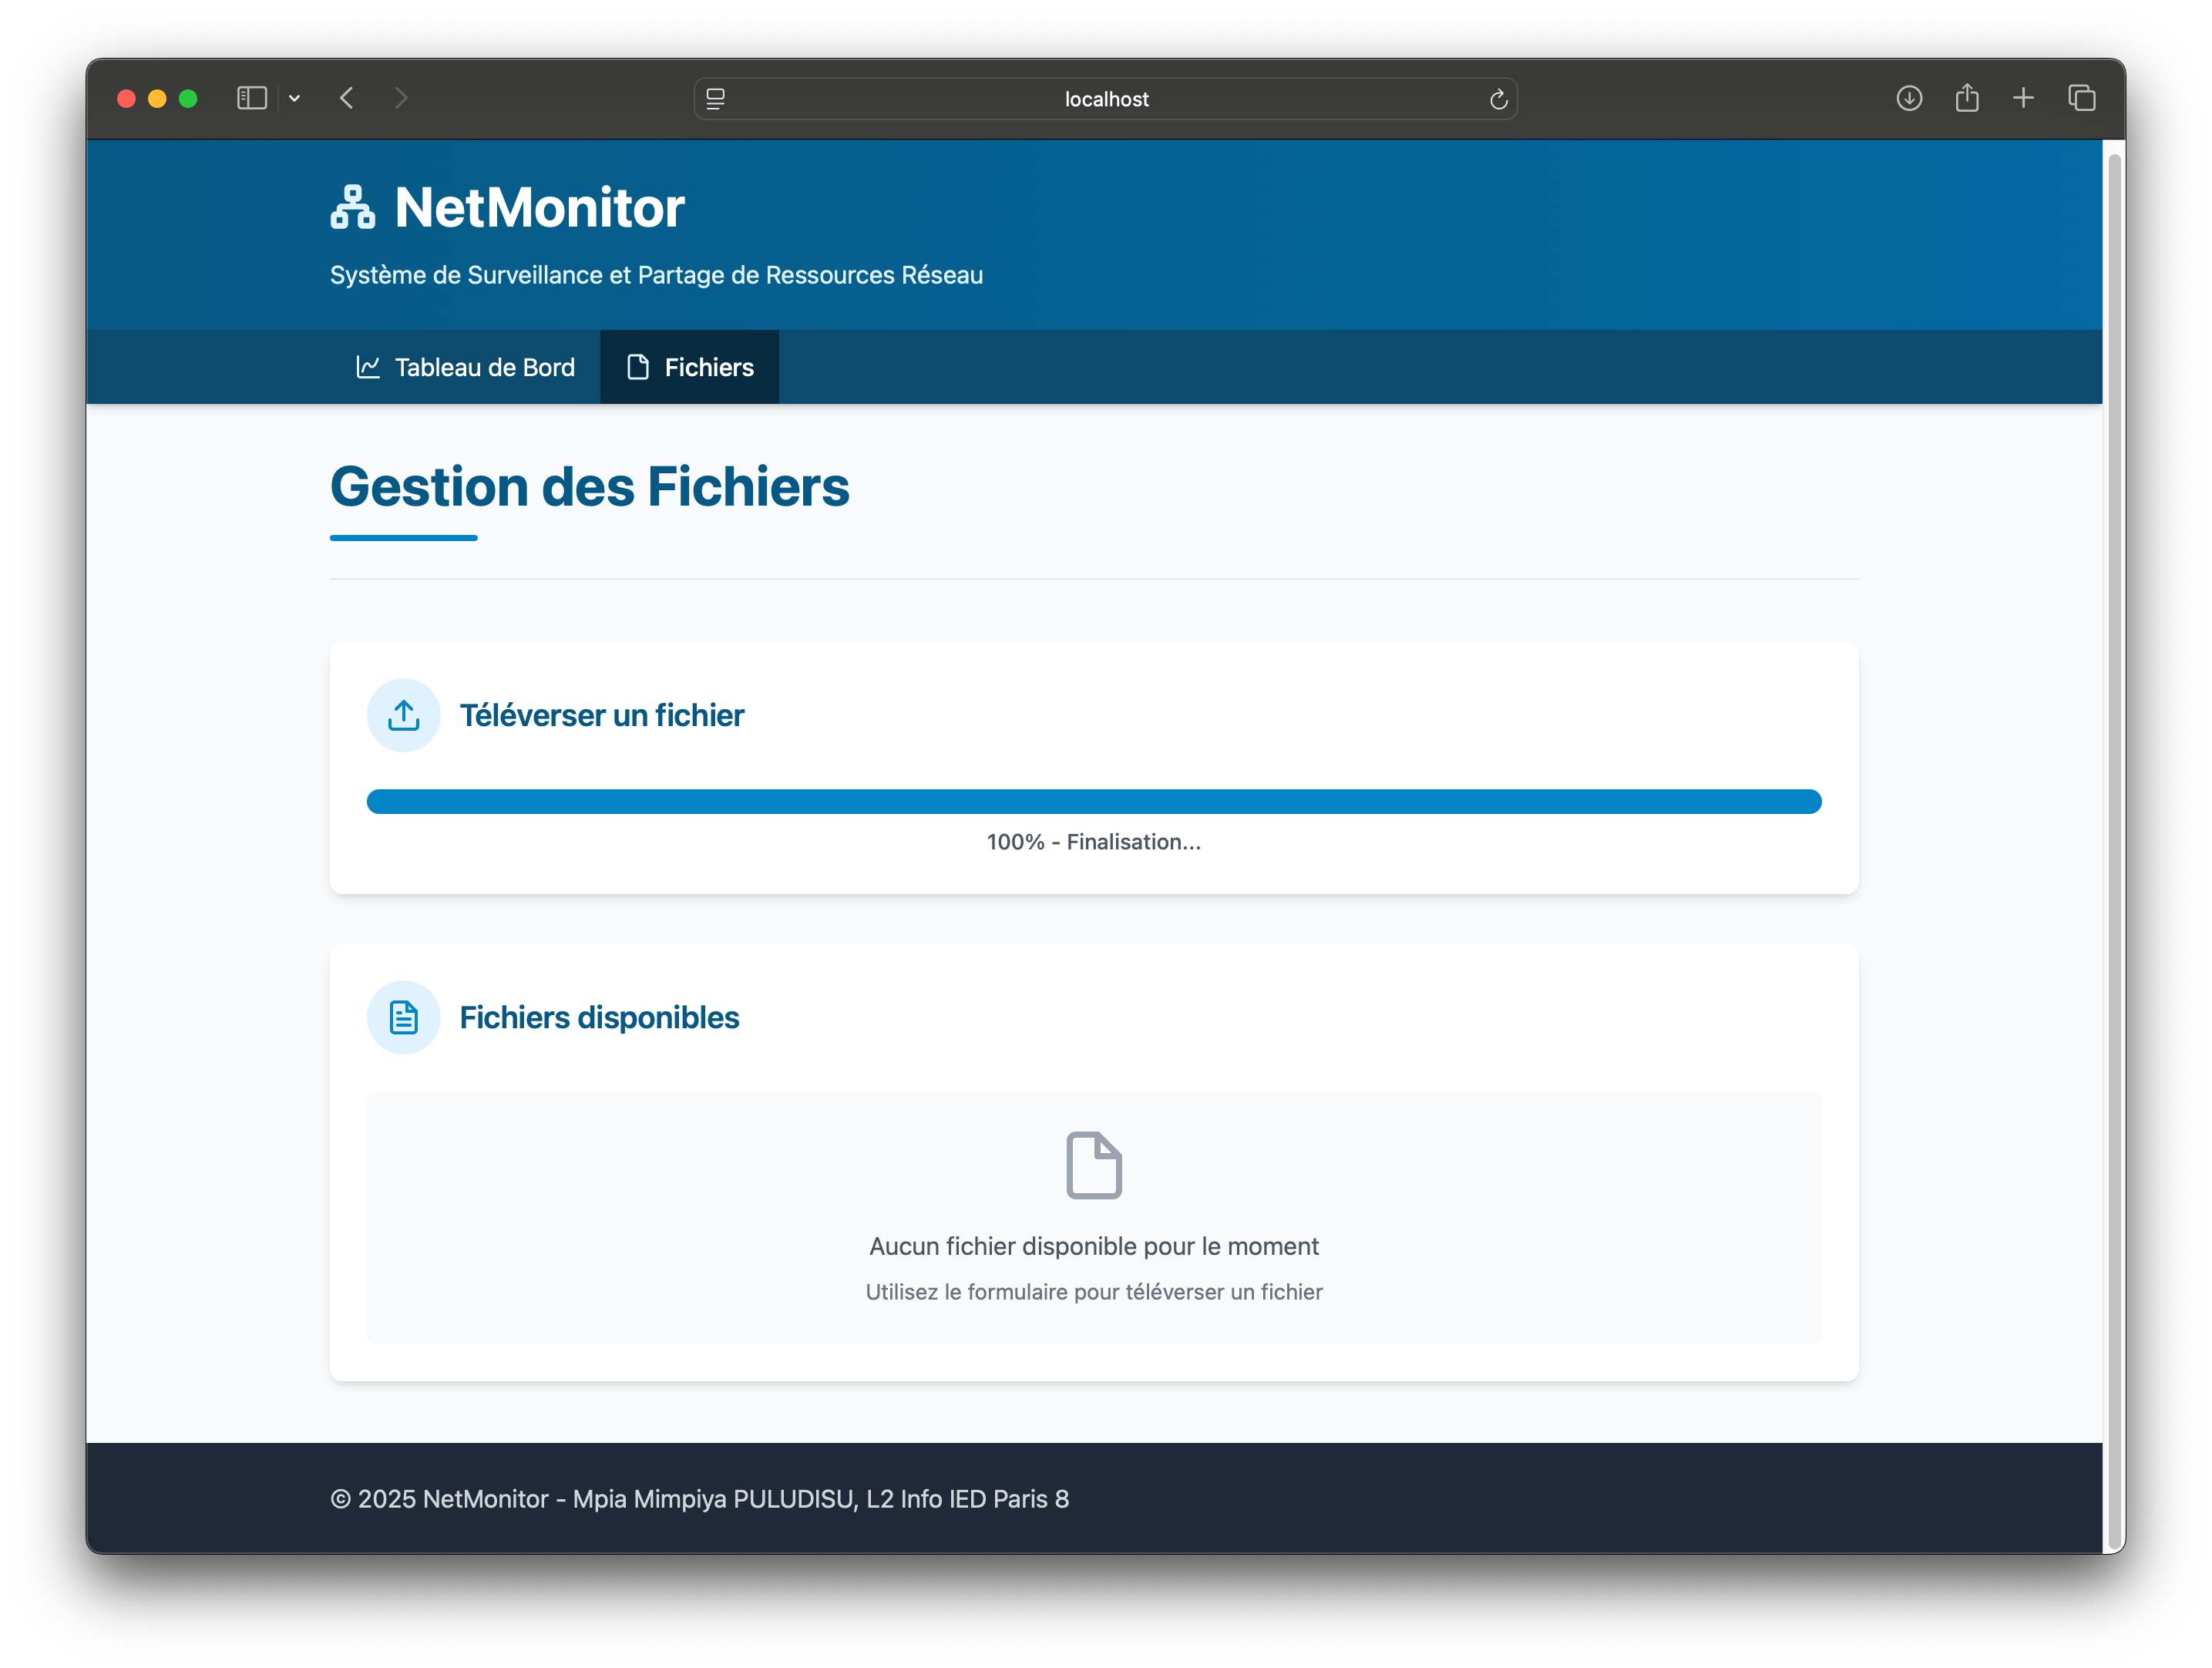 localhost
NetMonitor
Système de Surveillance et Partage de Ressources Réseau
Tableau de Bord
Fichiers
Gestion des Fichiers
Téléverser un fichier
100% - Finalisation...
Fichiers disponibles
Aucun fichier disponible pour le moment
Utilisez le formulaire pour téléverser un fichier
© 2025 NetMonitor - Mpia Mimpiya PULUDISU, L2 Info IED Paris 8